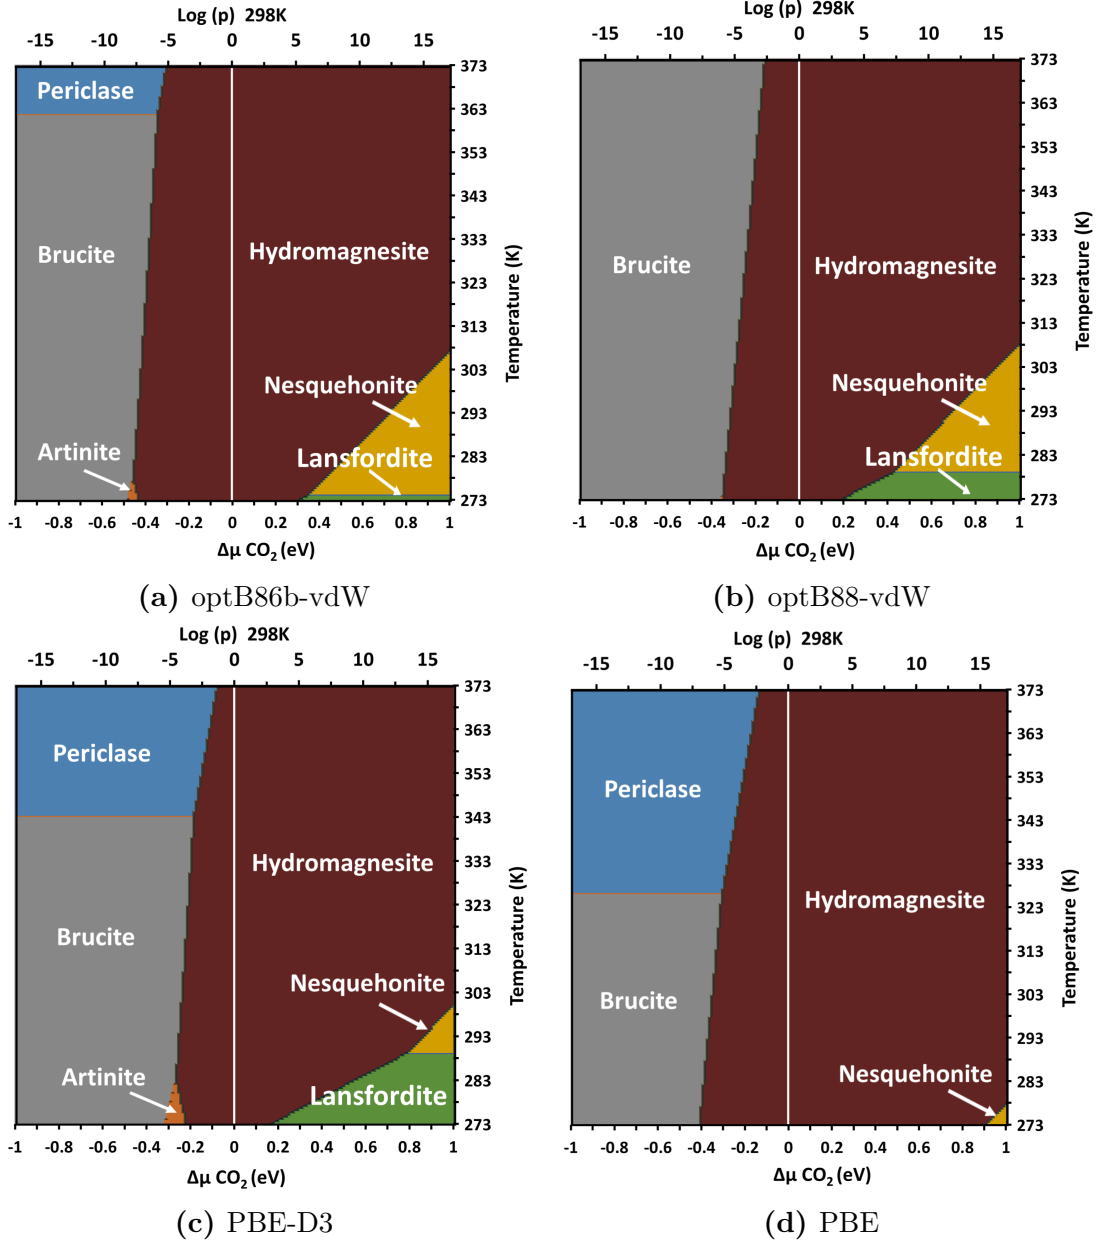 Log (p) 298K
-15 -10 -5 0 5 10 15
373
Periclase
363
353
343
333
Brucite
Hydromagnesite
323
313
303
Nesquehonite
293
Artinite
Lansfordite
283
273
Temperature (K)
-1 -0.8 -0.6 -0.4 -0.2 0 0.2 0.4 0.6 0.8 1
Δμ CO2 (eV)
(a) optB86b-vdW
Log (p) 298K
-15 -10 -5 0 5 10 15
373
363
353
343
333
Brucite
Hydromagnesite
323
313
303
Nesquehonite
293
Lansfordite
283
273
Temperature (K)
-1 -0.8 -0.6 -0.4 -0.2 0 0.2 0.4 0.6 0.8 1
Δμ CO2 (eV)
(b) optB88-vdW
Log (p) 298K
-15 -10 -5 0 5 10 15
373
363
Periclase
353
343
333
Hydromagnesite
323
Brucite
313
303
Nesquehonite
293
Artinite
283
Lansfordite
273
Temperature (K)
-1 -0.8 -0.6 -0.4 -0.2 0 0.2 0.4 0.6 0.8 1
Δμ CO2 (eV)
(c) PBE-D3
Log (p) 298K
-15 -10 -5 0 5 10 15
373
363
353
Periclase
343
333
Hydromagnesite
323
313
Brucite
303
293
Nesquehonite
283
273
Temperature (K)
-1 -0.8 -0.6 -0.4 -0.2 0 0.2 0.4 0.6 0.8 1
Δμ CO2 (eV)
(d) PBE